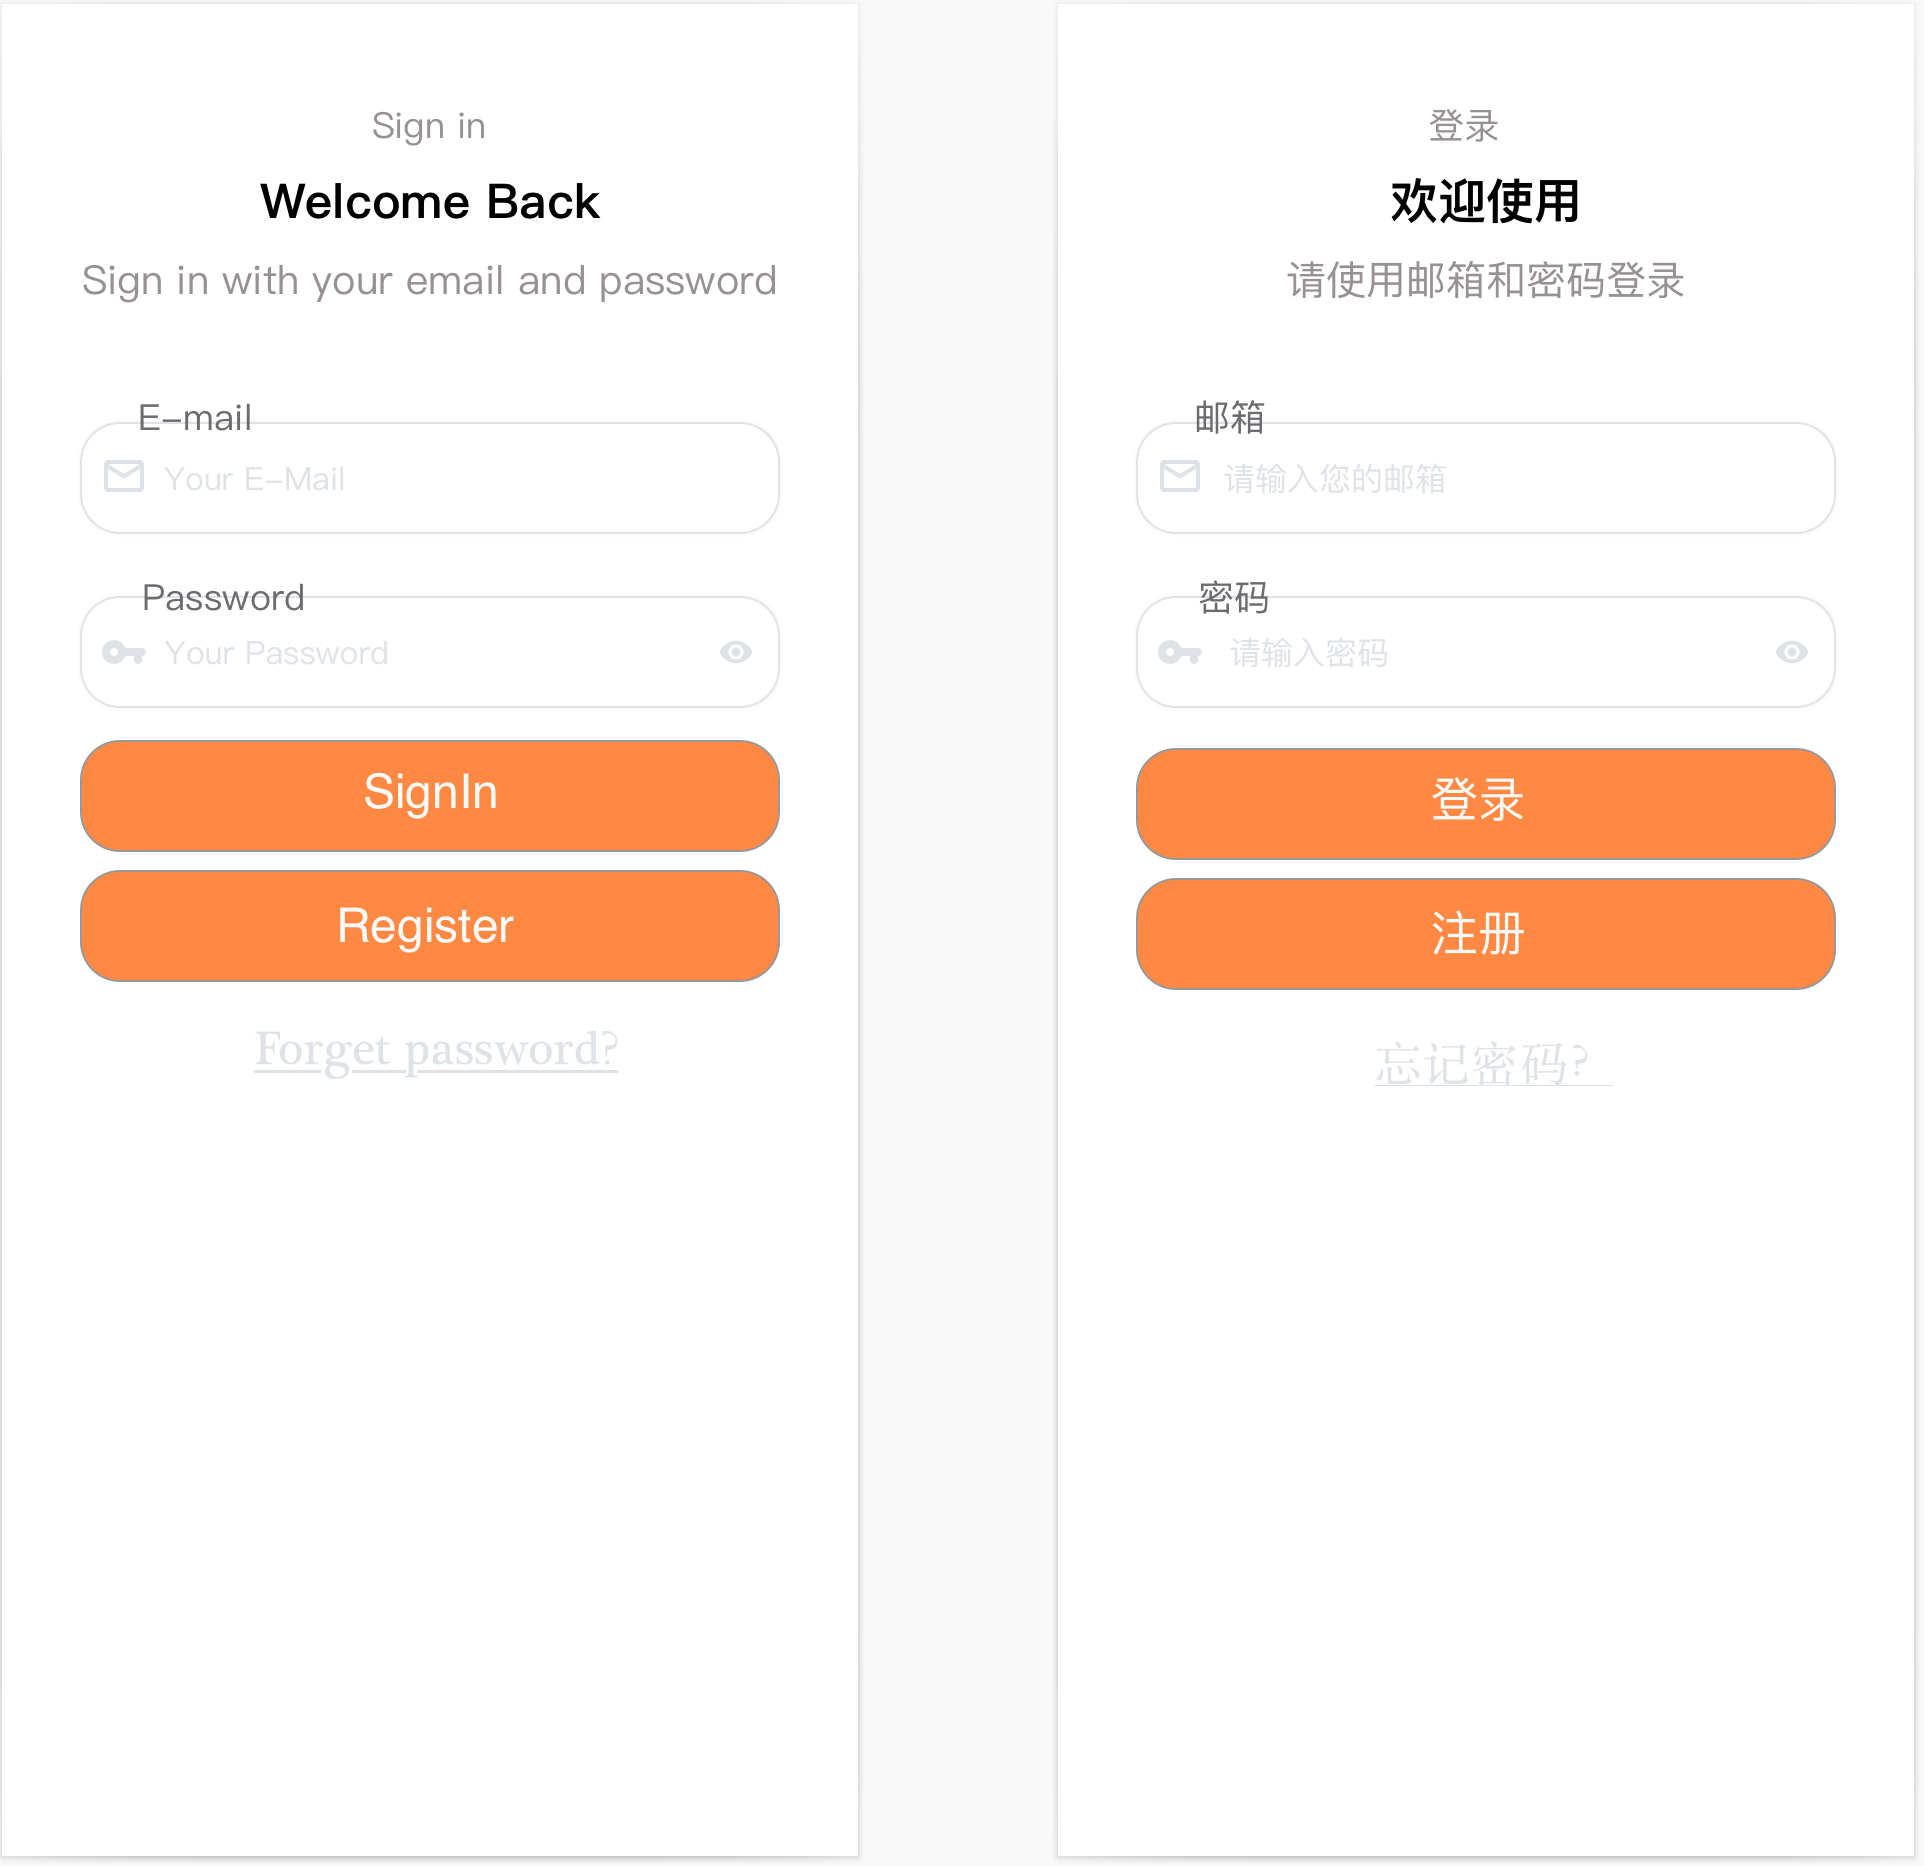 Sign in
Welcome Back
Sign in with your email and password
E-mail
Your E-Mail
Password
Your Password
SignIn
Register
Forget password?
登录
欢迎使用
请使用邮箱和密码登录
邮箱
请输入您的邮箱
密码
请输入密码
登录
注册
忘记密码?